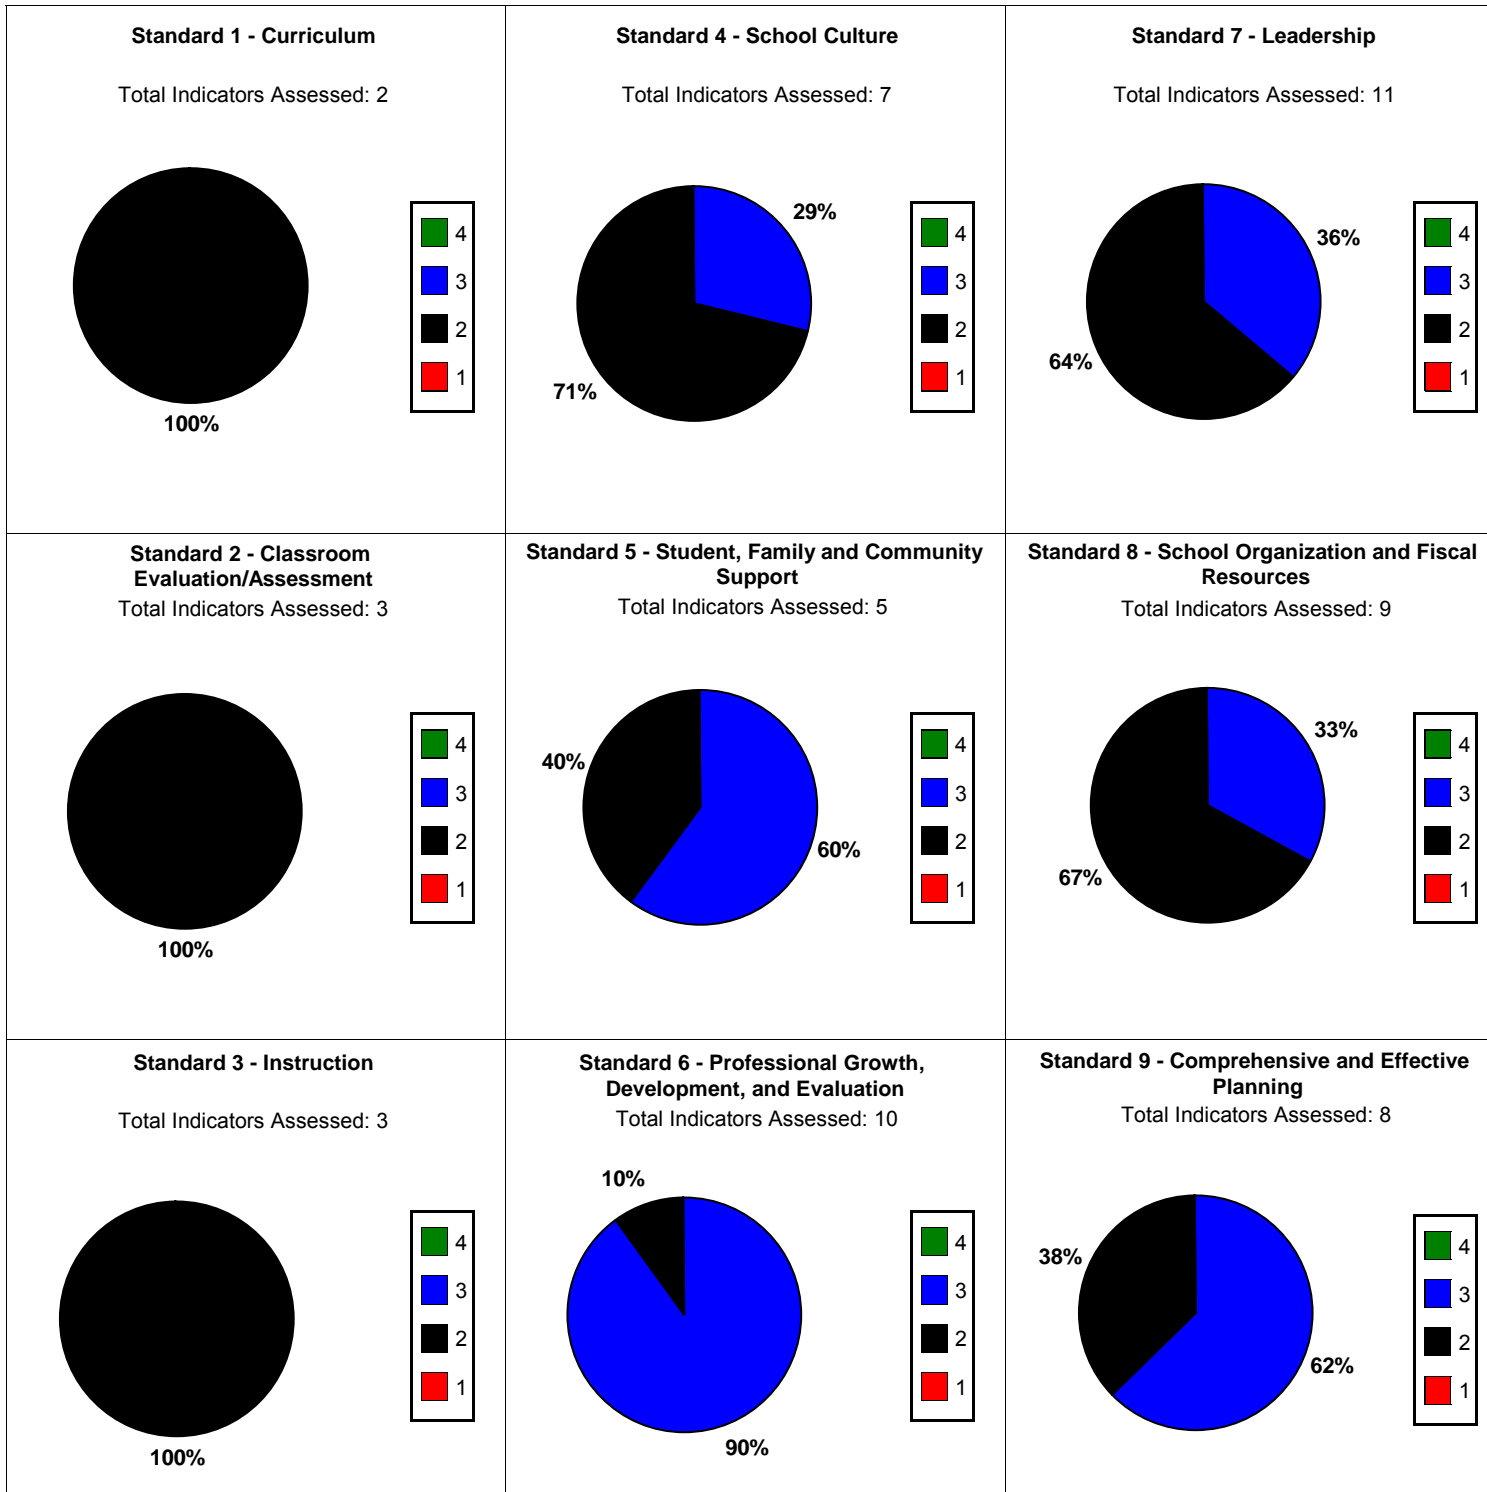 Standard 1 - Curriculum
Total Indicators Assessed: 2
4
3
2
1
100%
Standard 4 - School Culture
Total Indicators Assessed: 7
29%
4
3
2
1
71%
Standard 7 - Leadership
Total Indicators Assessed: 11
36%
4
3
2
1
64%
Standard 2 - Classroom
Evaluation/Assessment
Total Indicators Assessed: 3
4
3
2
1
100%
Standard 5 - Student, Family and Community
Support
Total Indicators Assessed: 5
40%
4
3
2
1
60%
Standard 8 - School Organization and Fiscal
Resources
Total Indicators Assessed: 9
33%
4
3
2
1
67%
Standard 3 - Instruction
Total Indicators Assessed: 3
4
3
2
1
100%
Standard 6 - Professional Growth,
Development, and Evaluation
Total Indicators Assessed: 10
10%
4
3
2
1
90%
Standard 9 - Comprehensive and Effective
Planning
Total Indicators Assessed: 8
38%
4
3
2
1
62%